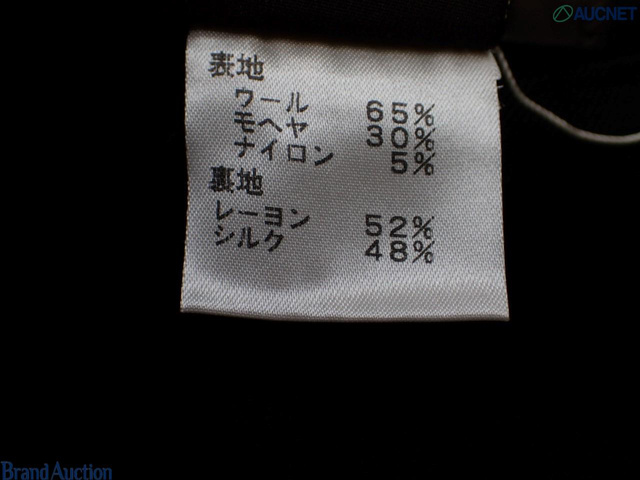 AUCNET
表地
ウール 65%
モヘヤ 30%
ナイロン 5%
裏地
レーヨン 52%
シルク 48%
Brand Auction